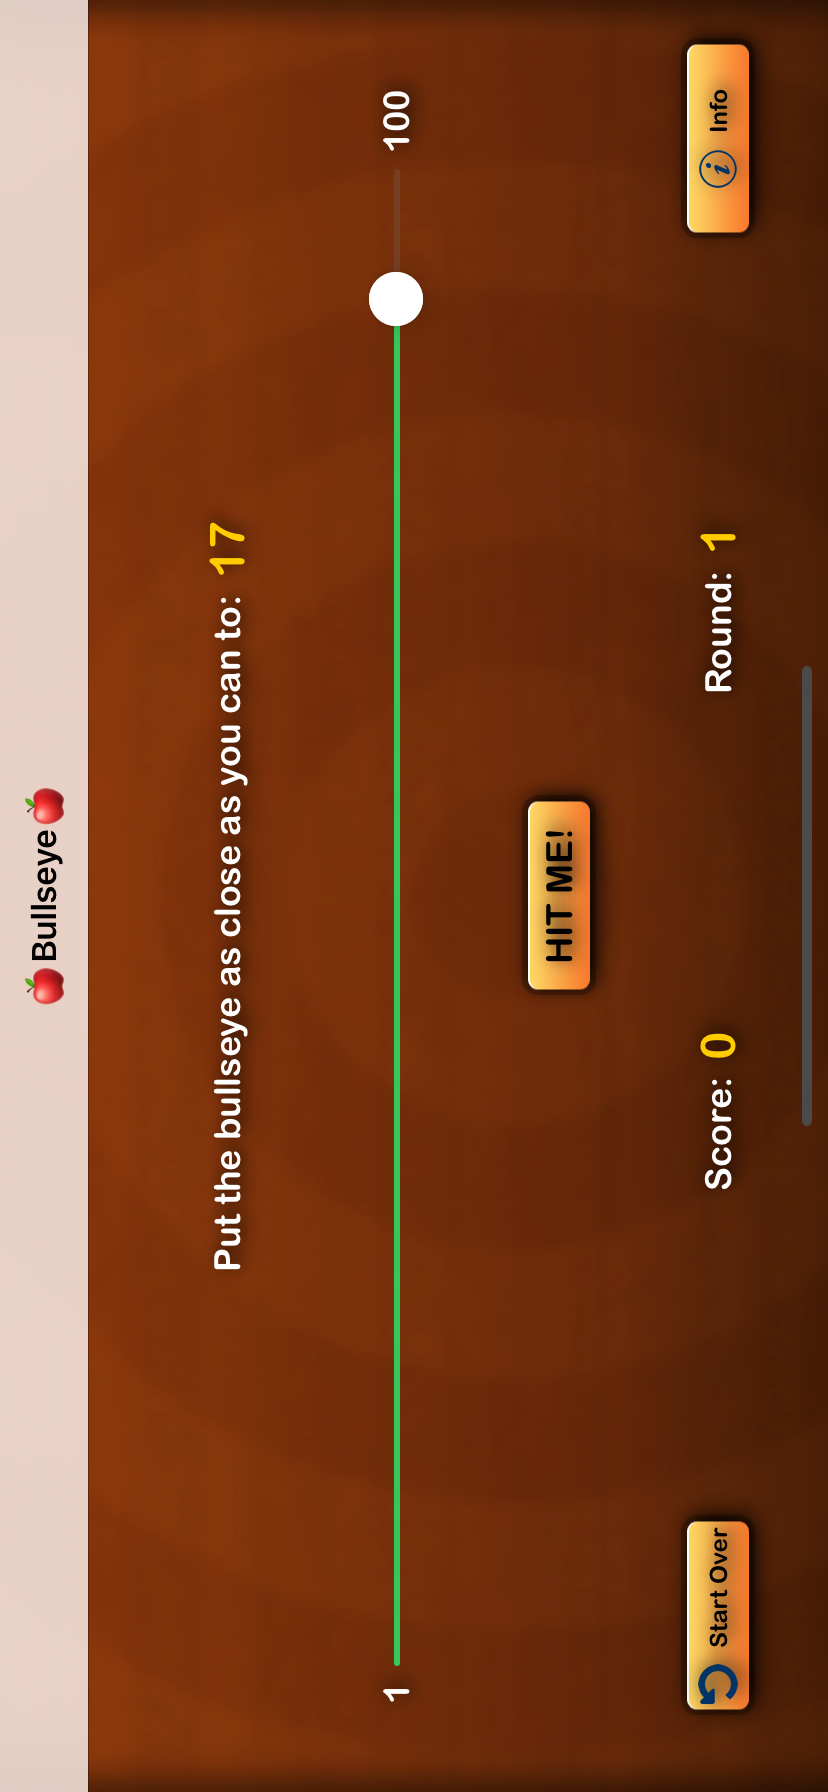 🍎 Bullseye 🍎
Put the bullseye as close as you can to: 17
1 100
HIT ME!
Start Over Score: 0 Round: 1 Info